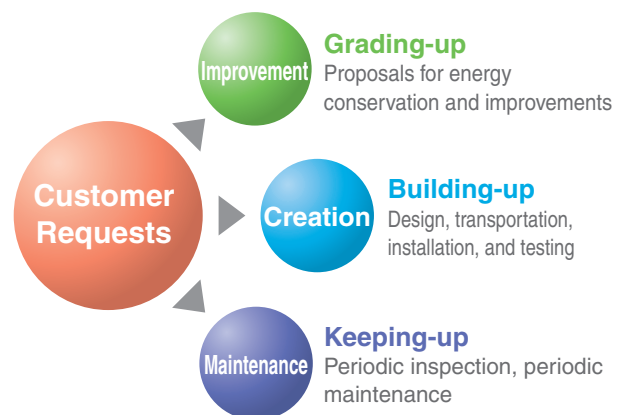 Customer
Requests
Improvement
Grading-up
Proposals for energy
conservation and improvements
Creation
Building-up
Design, transportation,
installation, and testing
Maintenance
Keeping-up
Periodic inspection, periodic
maintenance